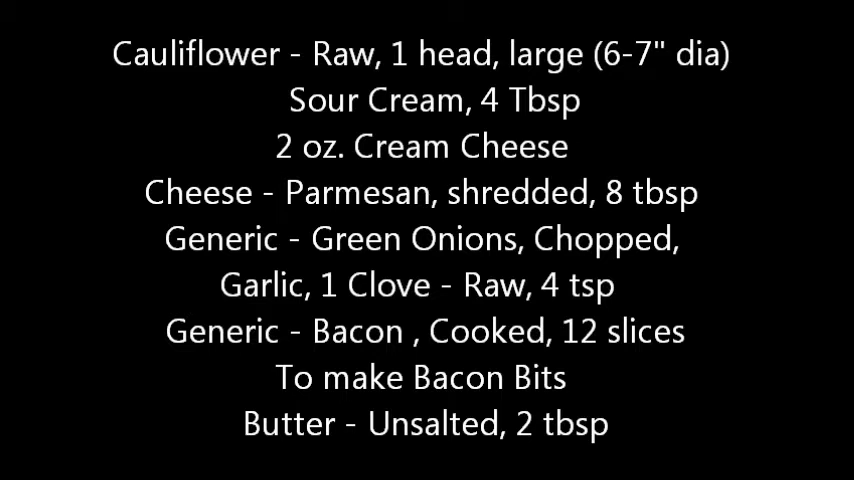 Cauliflower - Raw, 1 head, large (6-7" dia)
Sour Cream, 4 Tbsp
2 oz. Cream Cheese
Cheese - Parmesan, shredded, 8 tbsp
Generic - Green Onions, Chopped,
Garlic, 1 Clove - Raw, 4 tsp
Generic - Bacon , Cooked, 12 slices
To make Bacon Bits
Butter - Unsalted, 2 tbsp